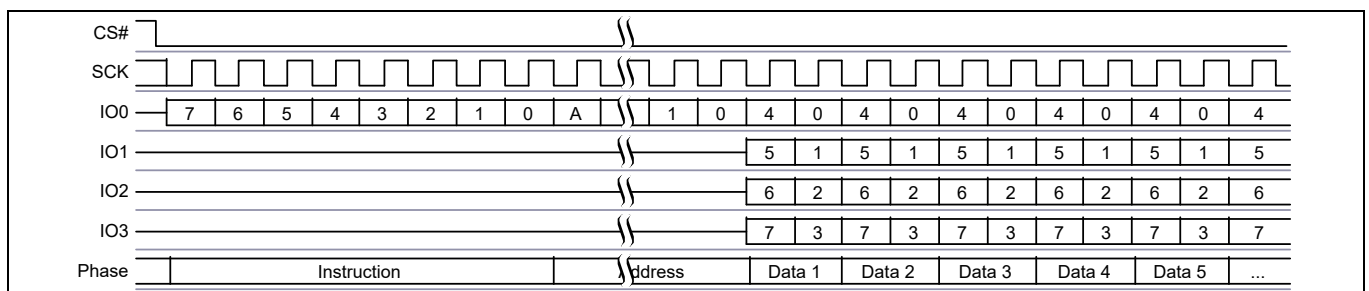 CS#
SCK
IO0 7 6 5 4 3 2 1 0 A 1 0 4 0 4 0 4 0 4 0 4 0 4
IO1 5 1 5 1 5 1 5 1 5 1 5
IO2 6 2 6 2 6 2 6 2 6 2 6
IO3 7 3 7 3 7 3 7 3 7 3 7
Phase Instruction Address Data 1 Data 2 Data 3 Data 4 Data 5 ...